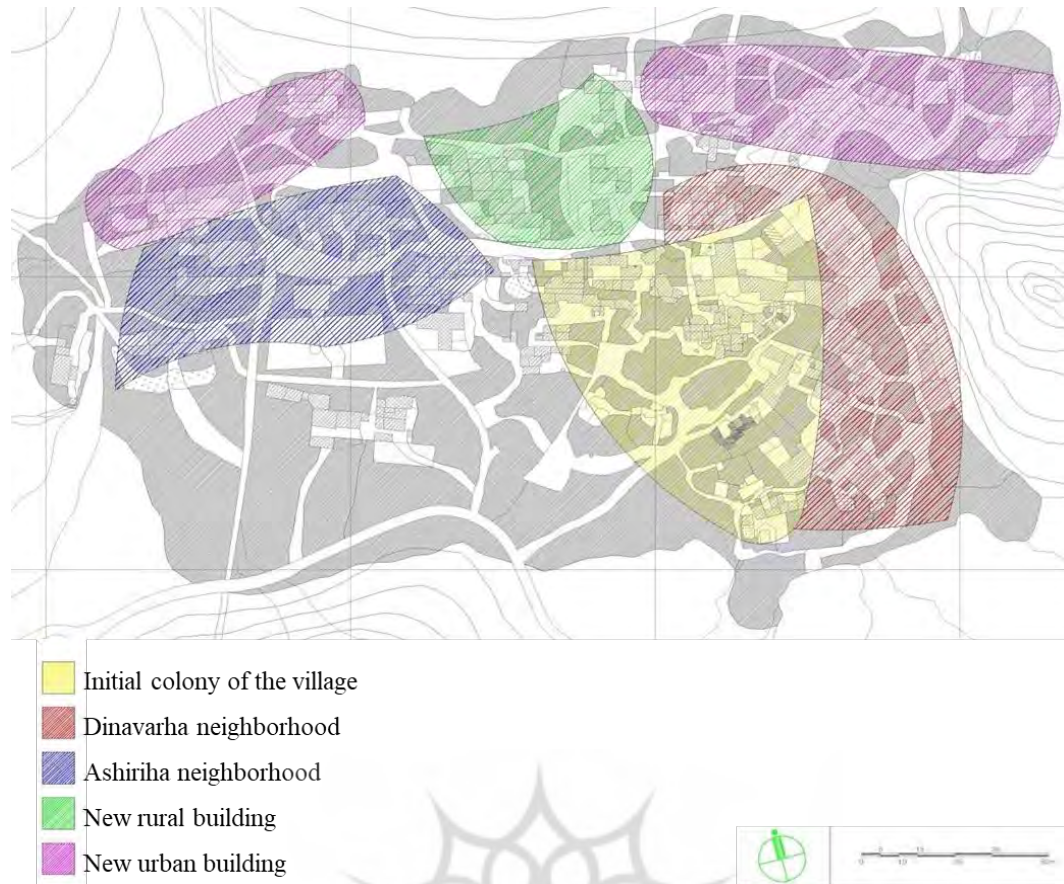 Initial colony of the village
Dinavarha neighborhood
Ashiriha neighborhood
New rural building
New urban building